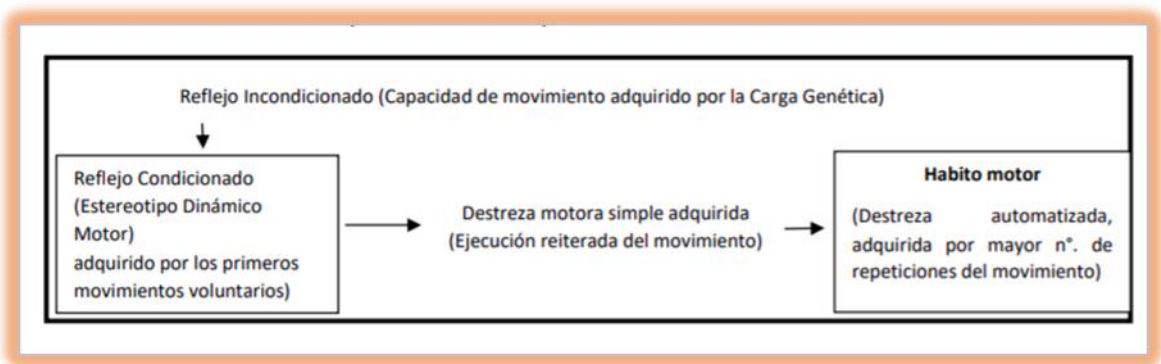 Reflejo Incondicionado (Capacidad de movimiento adquirido por la Carga Genética)
Reflejo Condicionado
(Estereotipo Dinámico
Motor)
adquirido por los primeros
movimientos voluntarios)
Destreza motora simple adquirida
(Ejecución reiterada del movimiento)
Habito motor
(Destreza automatizada,
adquirida por mayor n°. de
repeticiones del movimiento)